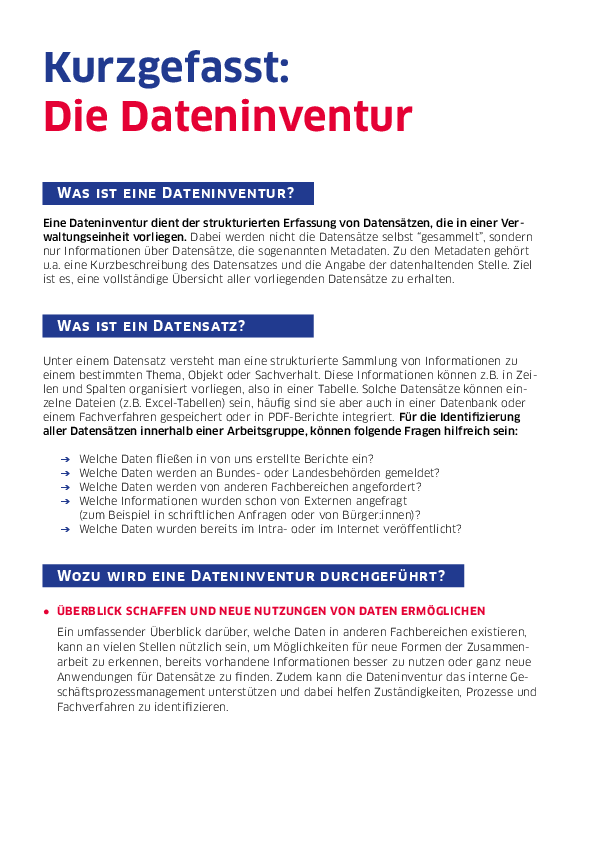 Kurzgefasst:
Die Dateninventur
Was ist eine Dateninventur?
Eine Dateninventur dient der strukturierten Erfassung von Datensätzen, die in einer Ver-
waltungseinheit vorliegen. Dabei werden nicht die Datensätze selbst “gesammelt”, sondern
nur Informationen über Datensätze, die sogenannten Metadaten. Zu den Metadaten gehört
u.a. eine Kurzbeschreibung des Datensatzes und die Angabe der datenhaltenden Stelle. Ziel
ist es, eine vollständige Übersicht aller vorliegenden Datensätze zu erhalten.
Was ist ein Datensatz?
Unter einem Datensatz versteht man eine strukturierte Sammlung von Informationen zu
einem bestimmten Thema, Objekt oder Sachverhalt. Diese Informationen können z.B. in Zei-
len und Spalten organisiert vorliegen, also in einer Tabelle. Solche Datensätze können ein-
zelne Dateien (z.B. Excel-Tabellen) sein, häufig sind sie aber auch in einer Datenbank oder
einem Fachverfahren gespeichert oder in PDF-Berichte integriert. Für die Identifizierung
aller Datensätzen innerhalb einer Arbeitsgruppe, können folgende Fragen hilfreich sein:
➔ Welche Daten fließen in von uns erstellte Berichte ein?
➔ Welche Daten werden an Bundes- oder Landesbehörden gemeldet?
➔ Welche Daten werden von anderen Fachbereichen angefordert?
➔ Welche Informationen wurden schon von Externen angefragt
(zum Beispiel in schriftlichen Anfragen oder von Bürger:innen)?
➔ Welche Daten wurden bereits im Intra- oder im Internet veröffentlicht?
Wozu wird eine Dateninventur durchgeführt?
• ÜBERBLICK SCHAFFEN UND NEUE NUTZUNGEN VON DATEN ERMÖGLICHEN
Ein umfassender Überblick darüber, welche Daten in anderen Fachbereichen existieren,
kann an vielen Stellen nützlich sein, um Möglichkeiten für neue Formen der Zusammen-
arbeit zu erkennen, bereits vorhandene Informationen besser zu nutzen oder ganz neue
Anwendungen für Datensätze zu finden. Zudem kann die Dateninventur das interne Ge-
schäftsprozessmanagement unterstützen und dabei helfen Zuständigkeiten, Prozesse und
Fachverfahren zu identifizieren.